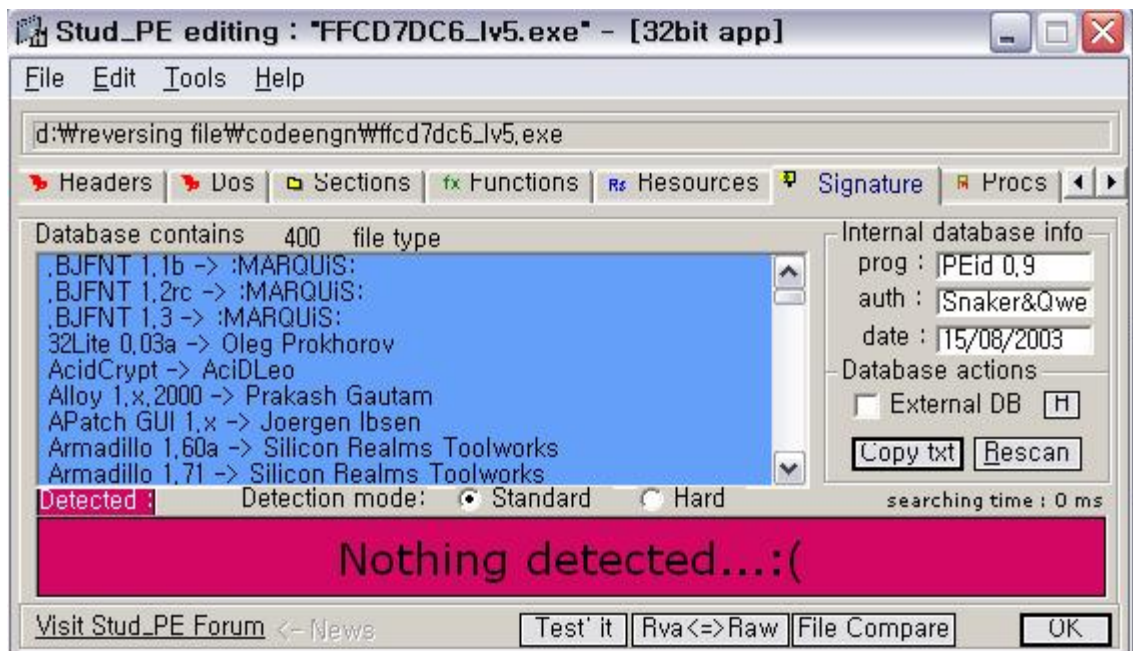 Stud_PE editing : "FFCD7DC6_lv5.exe" - [32bit app]
File Edit Tools Help
d:₩reversing file₩codeengn₩ffcd7dc6_lv5.exe
Headers Dos Sections fx Functions Rs Resources Signature Procs
Database contains 400 file type
.BJFNT 1.1b -> :MARQUiS:
.BJFNT 1.2rc -> :MARQUiS:
.BJFNT 1.3 -> :MARQUiS:
32Lite 0.03a -> Oleg Prokhorov
AcidCrypt -> AciDLeo
Alloy 1.x.2000 -> Prakash Gautam
APatch GUI 1.x -> Joergen Ibsen
Armadillo 1.60a -> Silicon Realms Toolworks
Armadillo 1.71 -> Silicon Realms Toolworks
Internal database info
prog : PEid 0.9
auth : Snaker&Qwe
date : 15/08/2003
Database actions
External DB H
Copy txt Rescan
Detected : Detection mode: Standard Hard searching time : 0 ms
Nothing detected...:(
Visit Stud_PE Forum <- News Test' it Rva<=>Raw File Compare OK